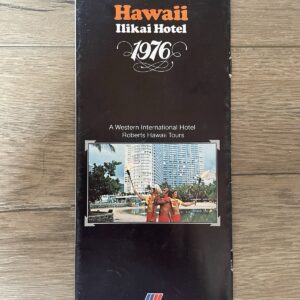 Hawaii
Ilikai Hotel
1976
A Western International Hotel
Roberts Hawaii Tours